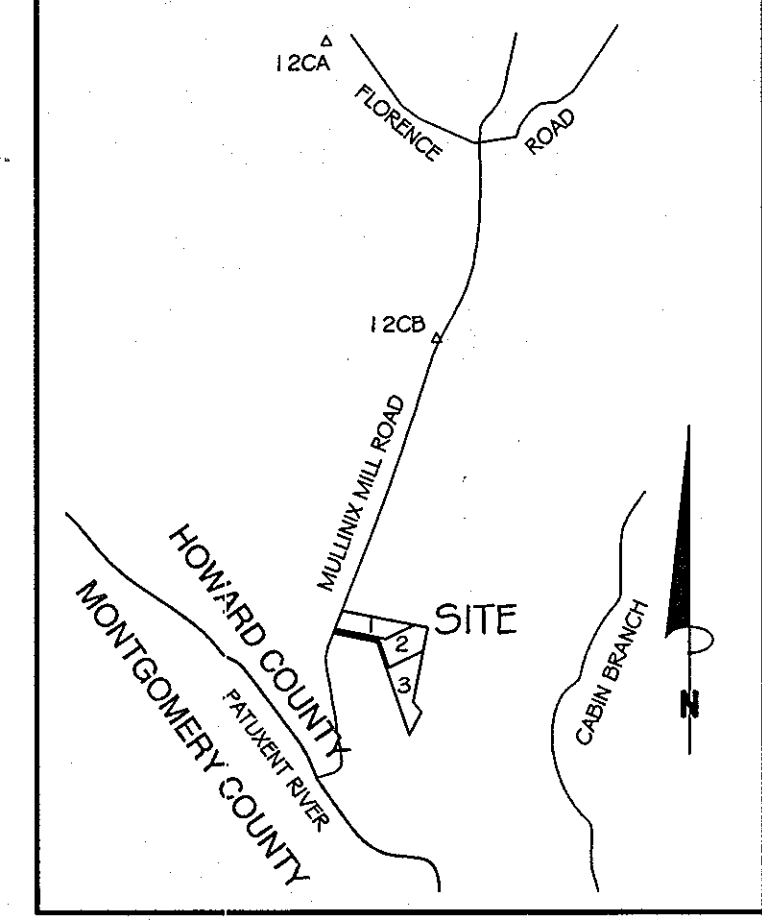 12CA
FLORENCE
ROAD
12CB
MULLINIX MILL ROAD
HOWARD COUNTY
MONTGOMERY COUNTY
PATUXENT RIVER
1
2
3
SITE
CABIN BRANCH
N